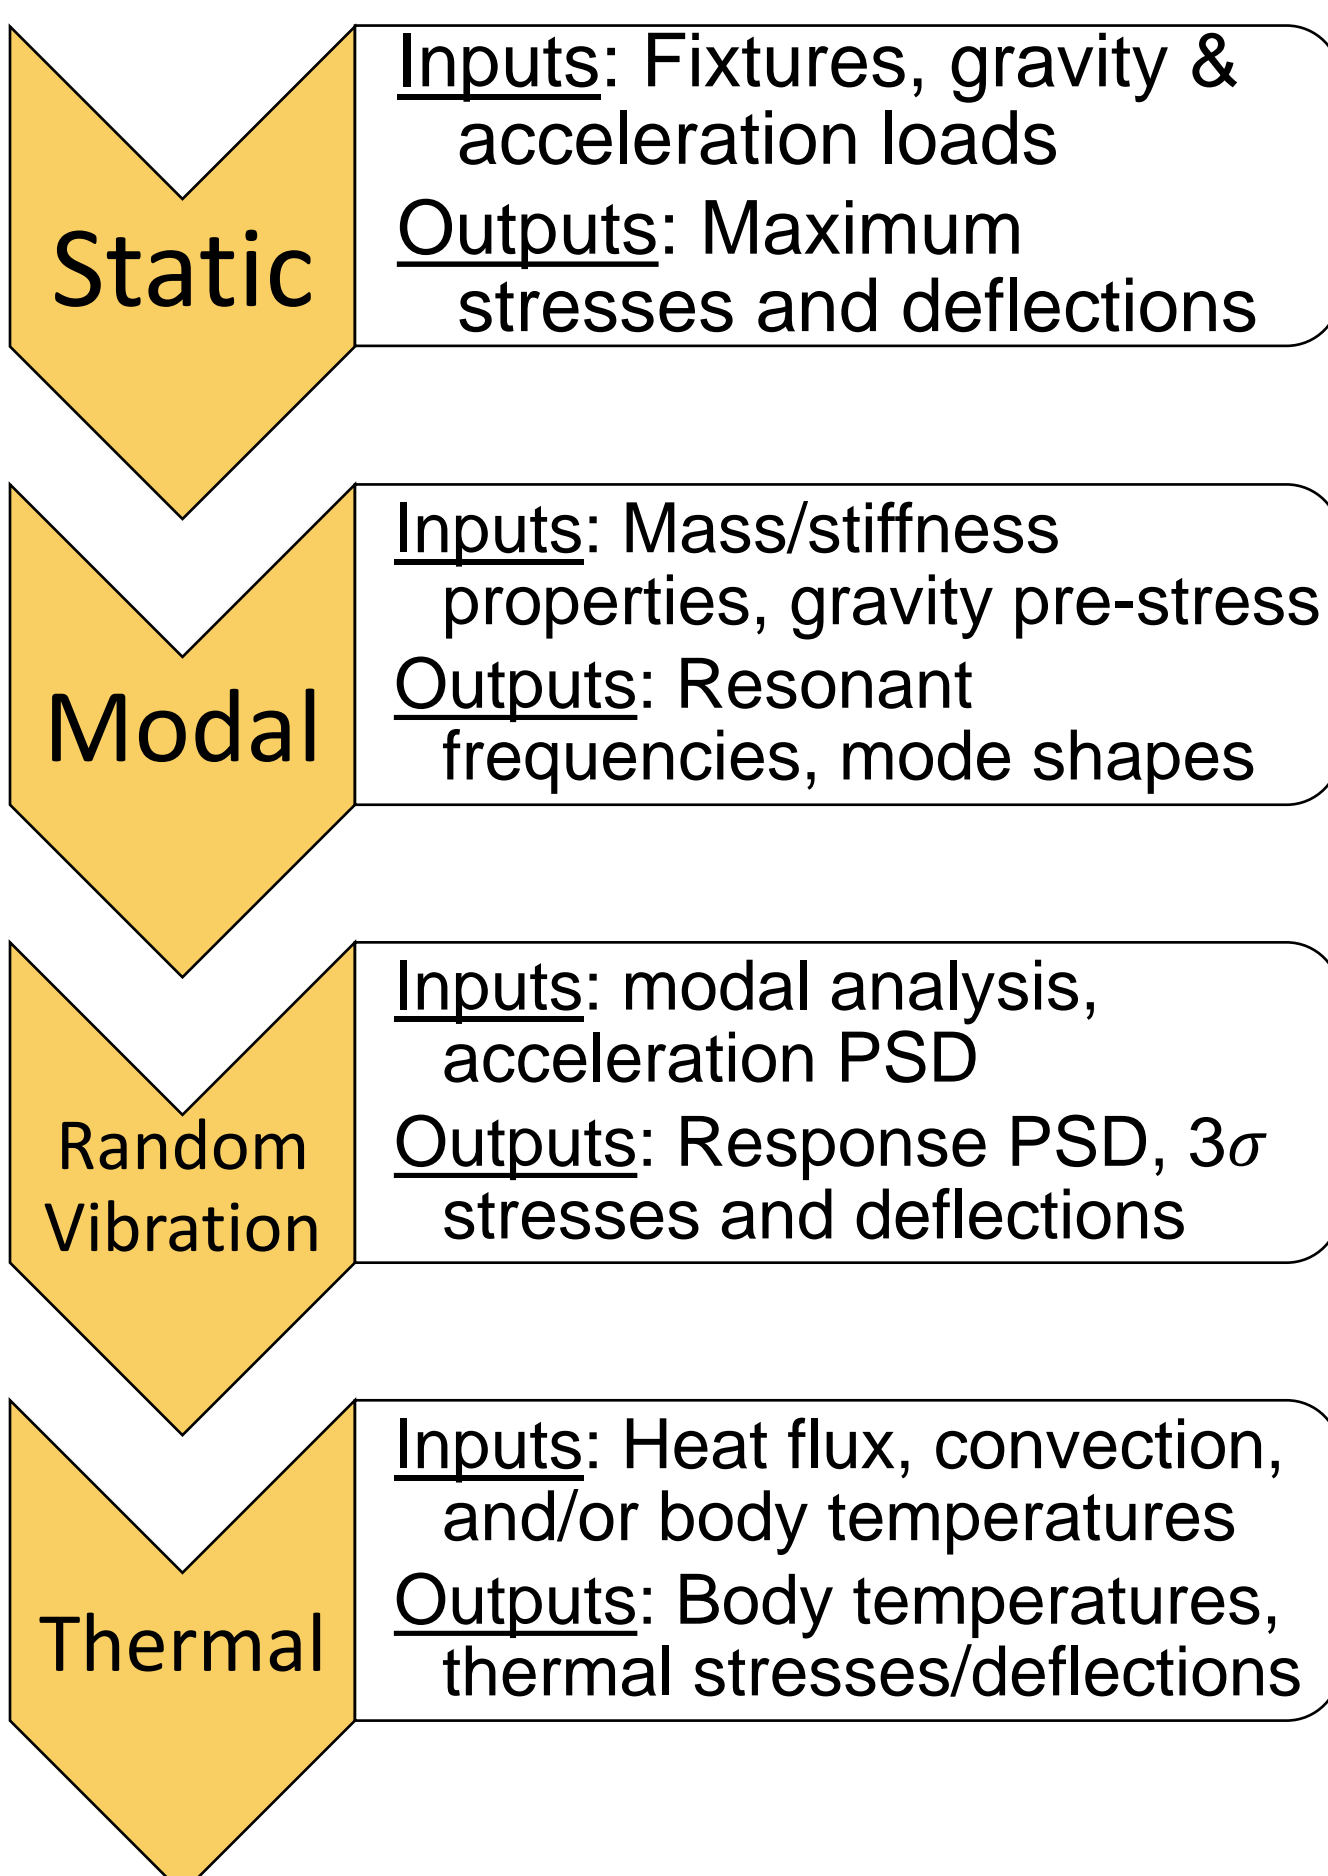 Static
Inputs: Fixtures, gravity &
acceleration loads
Outputs: Maximum
stresses and deflections
Modal
Inputs: Mass/stiffness
properties, gravity pre-stress
Outputs: Resonant
frequencies, mode shapes
Random
Vibration
Inputs: modal analysis,
acceleration PSD
Outputs: Response PSD, 3σ
stresses and deflections
Thermal
Inputs: Heat flux, convection,
and/or body temperatures
Outputs: Body temperatures,
thermal stresses/deflections